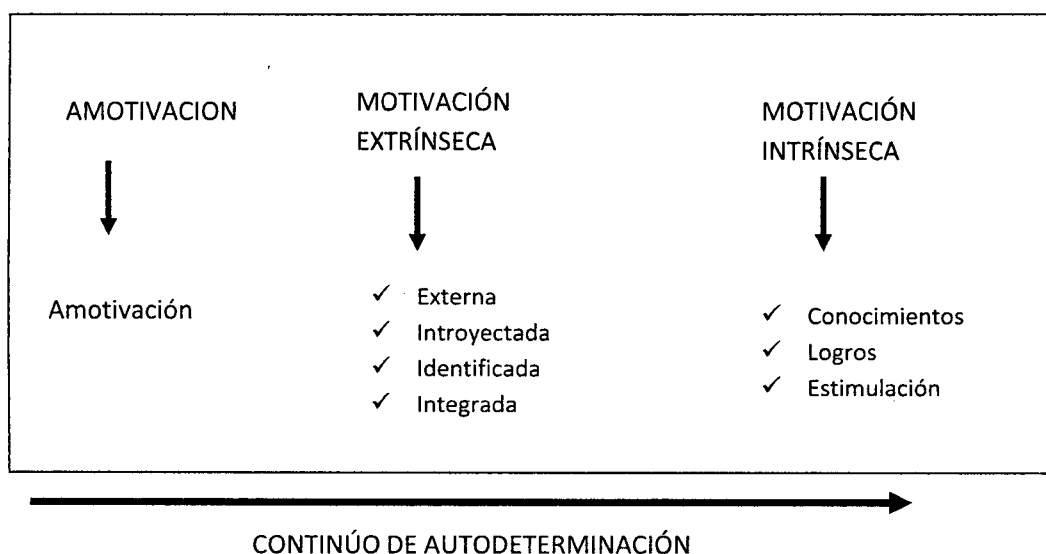 AMOTIVACION
MOTIVACIÓN
EXTRÍNSECA
MOTIVACIÓN
INTRÍNSECA
Amotivación
✓ Externa
✓ Introyectada
✓ Identificada
✓ Integrada
✓ Conocimientos
✓ Logros
✓ Estimulación
CONTINÚO DE AUTODETERMINACIÓN